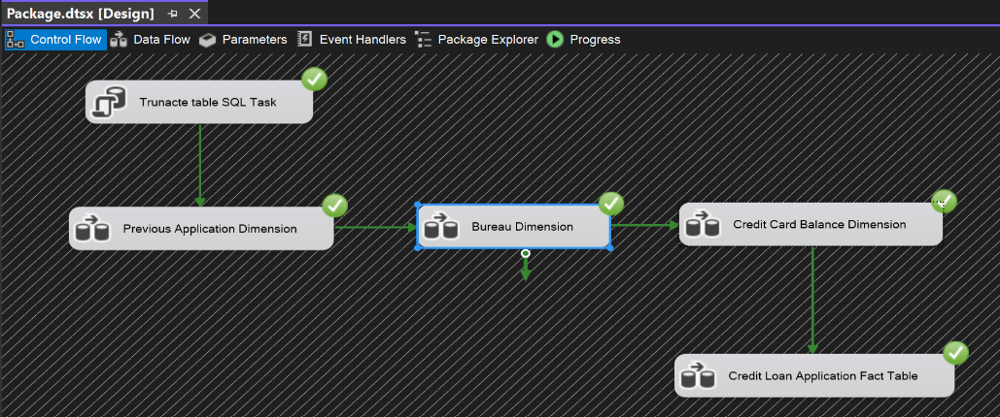 Package.dtsx [Design]
Control Flow Data Flow Parameters Event Handlers Package Explorer Progress
Trunacte table SQL Task
Previous Application Dimension
Bureau Dimension
Credit Card Balance Dimension
Credit Loan Application Fact Table